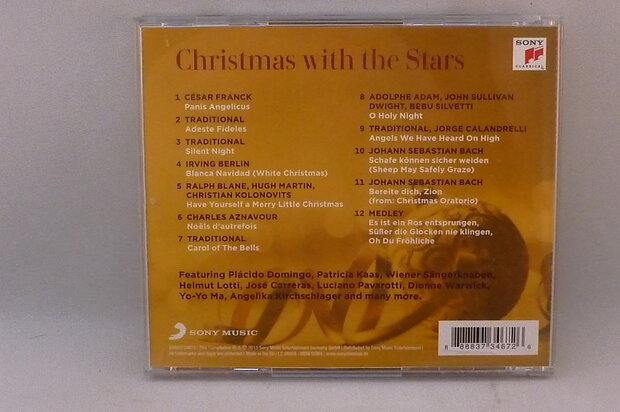 Christmas with the Stars
SONY
CLASSICAL
1 CÉSAR FRANCK
Panis Angelicus
2 TRADITIONAL
Adeste Fideles
3 TRADITIONAL
Silent Night
4 IRVING BERLIN
Blanca Navidad (White Christmas)
5 RALPH BLANE, HUGH MARTIN,
CHRISTIAN KOLONOVITS
Have Yourself a Merry Little Christmas
6 CHARLES AZNAVOUR
Noëls d'autrefois
7 TRADITIONAL
Carol of The Bells
8 ADOLPHE ADAM, JOHN SULLIVAN
DWIGHT, BEBU SILVETTI
O Holy Night
9 TRADITIONAL, JORGE CALANDRELLI
Angels We Have Heard On High
10 JOHANN SEBASTIAN BACH
Schafe können sicher weiden
(Sheep May Safely Graze)
11 JOHANN SEBASTIAN BACH
Bereite dich, Zion
(from: Christmas Oratorio)
12 MEDLEY
Es ist ein Ros entsprungen,
Süßer die Glocken nie klingen,
Oh Du Fröhliche
Featuring Plácido Domingo, Patricia Kaas, Wiener Sängerknaben,
Helmut Lotti, José Carreras, Luciano Pavarotti, Dionne Warwick,
Yo-Yo Ma, Angelika Kirchschlager and many more.
SONY MUSIC
8 88837 34672 6